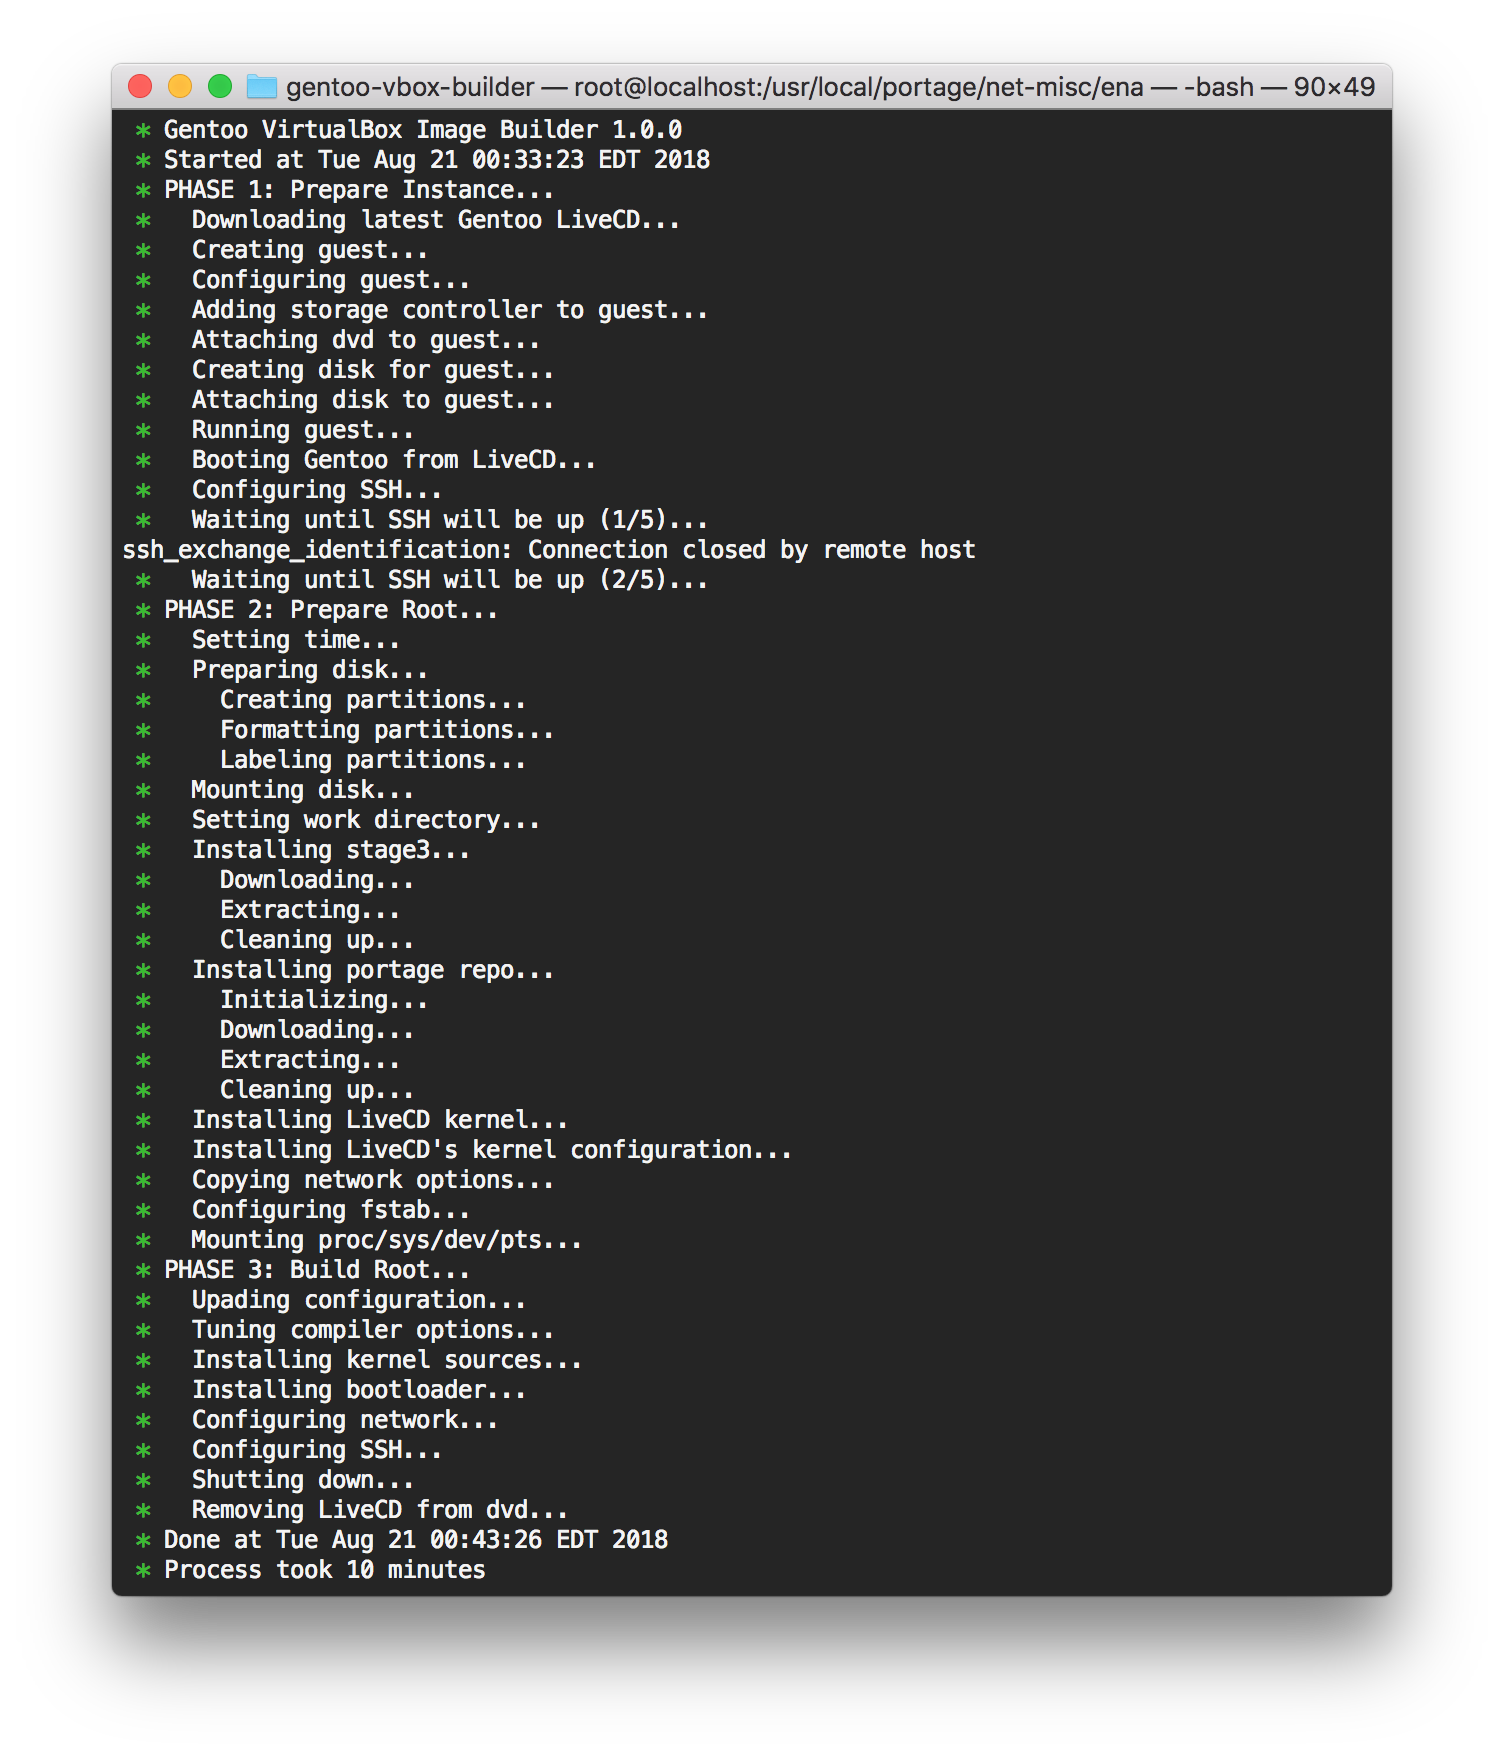 gentoo-vbox-builder — root@localhost:/usr/local/portage/net-misc/ena — -bash — 90×49
* Gentoo VirtualBox Image Builder 1.0.0
* Started at Tue Aug 21 00:33:23 EDT 2018
* PHASE 1: Prepare Instance...
*   Downloading latest Gentoo LiveCD...
*   Creating guest...
*   Configuring guest...
*   Adding storage controller to guest...
*   Attaching dvd to guest...
*   Creating disk for guest...
*   Attaching disk to guest...
*   Running guest...
*   Booting Gentoo from LiveCD...
*   Configuring SSH...
*   Waiting until SSH will be up (1/5)...
ssh_exchange_identification: Connection closed by remote host
*   Waiting until SSH will be up (2/5)...
* PHASE 2: Prepare Root...
*   Setting time...
*   Preparing disk...
*     Creating partitions...
*     Formatting partitions...
*     Labeling partitions...
*   Mounting disk...
*   Setting work directory...
*   Installing stage3...
*     Downloading...
*     Extracting...
*     Cleaning up...
*   Installing portage repo...
*     Initializing...
*     Downloading...
*     Extracting...
*     Cleaning up...
*   Installing LiveCD kernel...
*   Installing LiveCD's kernel configuration...
*   Copying network options...
*   Configuring fstab...
*   Mounting proc/sys/dev/pts...
* PHASE 3: Build Root...
*   Upading configuration...
*   Tuning compiler options...
*   Installing kernel sources...
*   Installing bootloader...
*   Configuring network...
*   Configuring SSH...
*   Shutting down...
*   Removing LiveCD from dvd...
* Done at Tue Aug 21 00:43:26 EDT 2018
* Process took 10 minutes